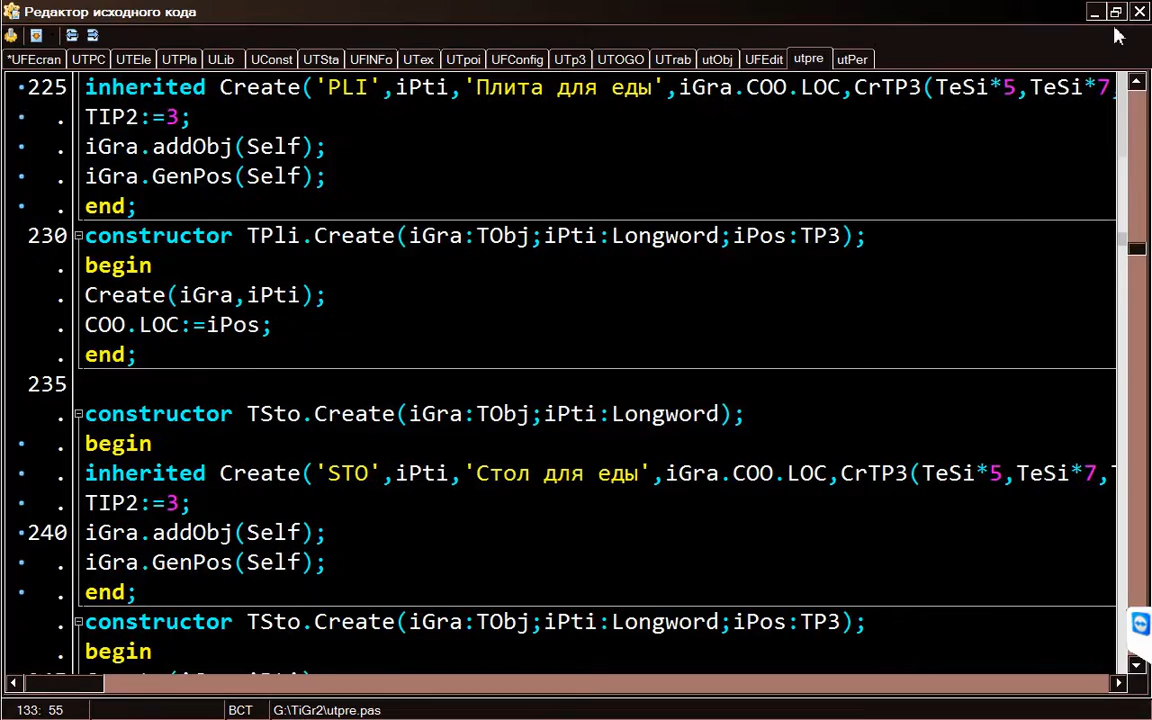 Редактор исходного кода
*UFEcran UTPC UTEle UTPla ULib UConst UTSta UFINFo UTex UTpoi UFConfig UTp3 UTOGO UTrab utObj UFEdit utpre utPer
225 inherited Create('PLI',iPti,'Плита для еды',iGra.COO.LOC,CrTP3(TeSi*5,TeSi*7,
. TIP2:=3;
. iGra.addObj(Self);
. iGra.GenPos(Self);
. end;
230 constructor TPli.Create(iGra:TObj;iPti:Longword;iPos:TP3);
. begin
. Create(iGra,iPti);
. COO.LOC:=iPos;
. end;
235
. constructor TSto.Create(iGra:TObj;iPti:Longword);
. begin
. inherited Create('STO',iPti,'Стол для еды',iGra.COO.LOC,CrTP3(TeSi*5,TeSi*7,
. TIP2:=3;
240 iGra.addObj(Self);
. iGra.GenPos(Self);
. end;
. constructor TSto.Create(iGra:TObj;iPti:Longword;iPos:TP3);
. begin
133: 55 ВСТ G:\TiGr2\utpre.pas